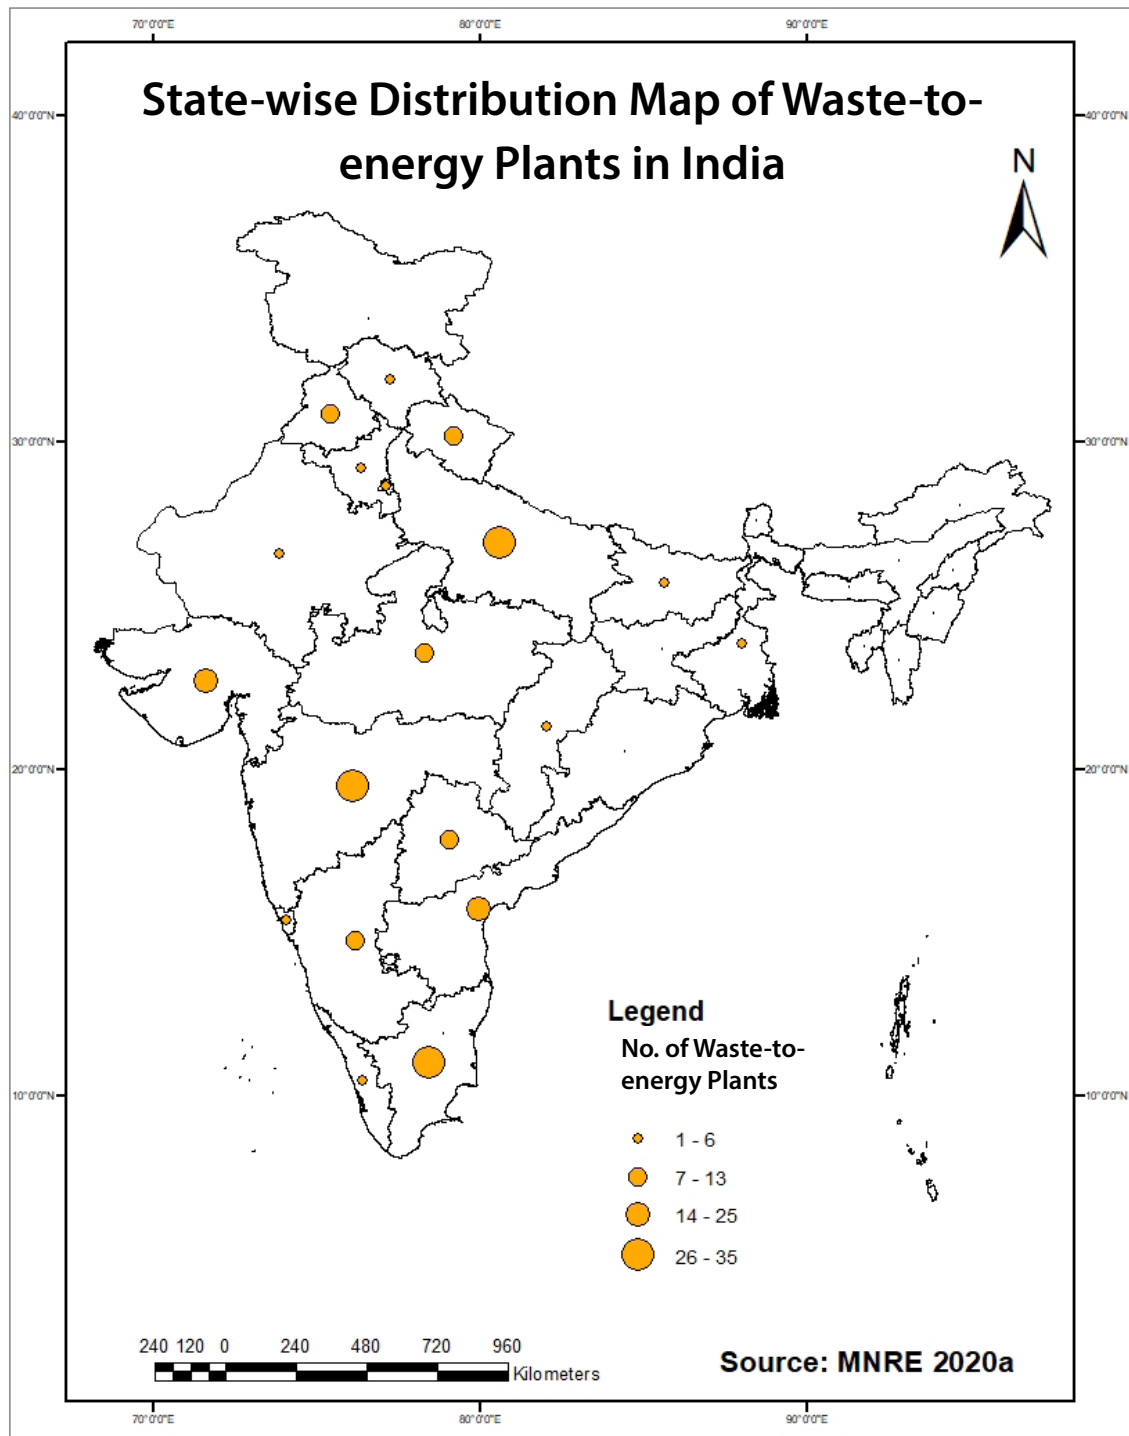 70°0'0"E 80°0'0"E 90°0'0"E
State-wise Distribution Map of Waste-to-
energy Plants in India
N
40°0'0"N 40°0'0"N
30°0'0"N 30°0'0"N
20°0'0"N 20°0'0"N
10°0'0"N 10°0'0"N
Legend
No. of Waste-to-
energy Plants
1 - 6
7 - 13
14 - 25
26 - 35
240 120 0 240 480 720 960
Kilometers
Source: MNRE 2020a
70°0'0"E 80°0'0"E 90°0'0"E